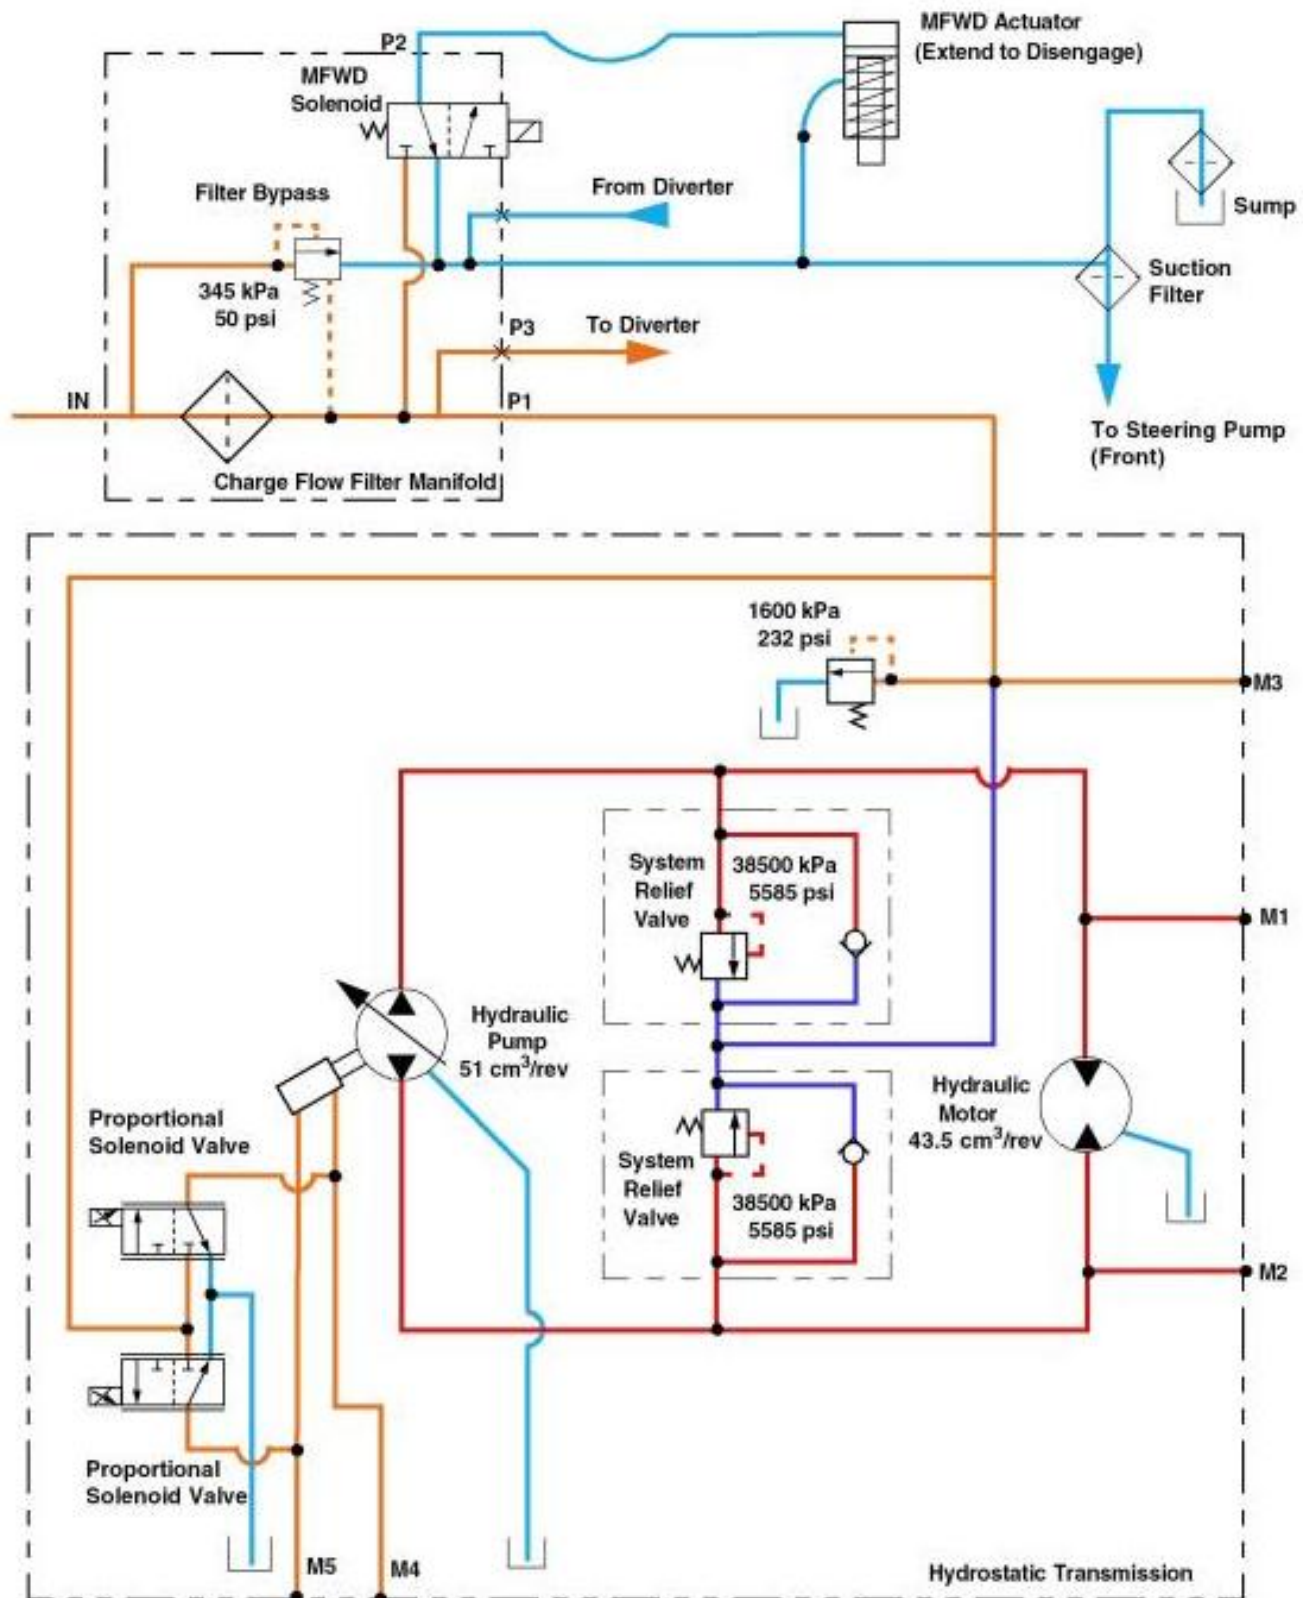 P2
MFWD Actuator
(Extend to Disengage)
MFWD
Solenoid
Filter Bypass
From Diverter
Sump
345 kPa
50 psi
Suction
Filter
P3
To Diverter
IN
P1
To Steering Pump
(Front)
Charge Flow Filter Manifold
1600 kPa
232 psi
M3
System
Relief
Valve
38500 kPa
5585 psi
M1
Hydraulic
Pump
51 cm³/rev
Hydraulic
Motor
43.5 cm³/rev
Proportional
Solenoid Valve
System
Relief
Valve
38500 kPa
5585 psi
M2
Proportional
Solenoid Valve
M5
M4
Hydrostatic Transmission